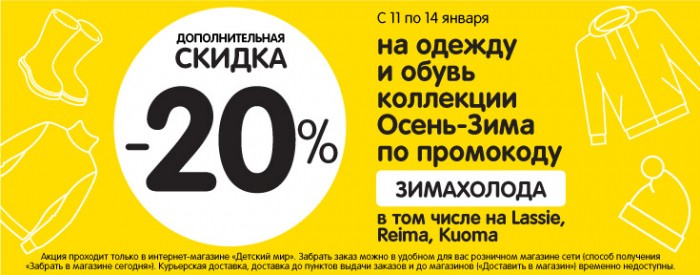 ДОПОЛНИТЕЛЬНАЯ
СКИДКА
-20%
С 11 по 14 января
на одежду
и обувь
коллекции
Осень-Зима
по промокоду
ЗИМАХОЛОДА
в том числе на Lassie,
Reima, Kuoma
Акция проходит только в интернет-магазине «Детский мир». Забрать заказ можно в удобном для вас розничном магазине сети (способ получения
«Забрать в магазине сегодня»). Курьерская доставка, доставка до пунктов выдачи заказов и до магазинов («Доставить в магазин») временно недоступны.